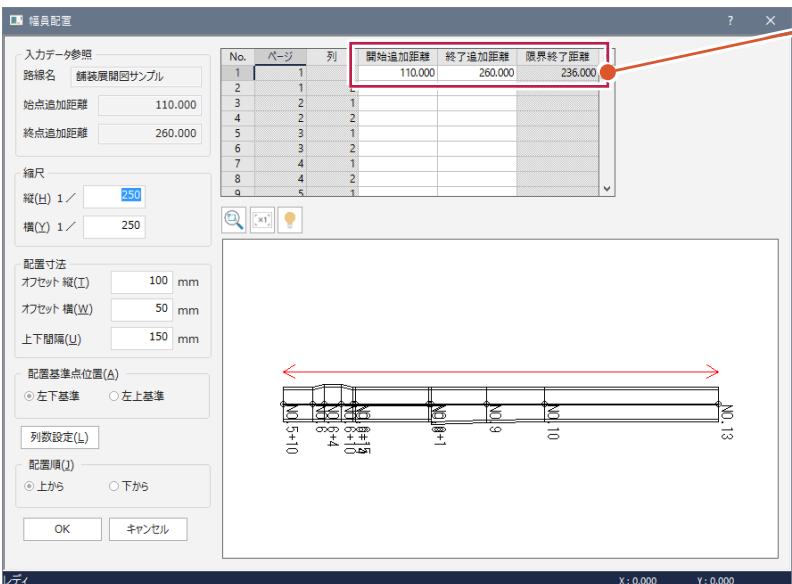 幅員配置 ? ×
入力データ参照
路線名 舗装展開図サンプル
始点追加距離 110.000
終点追加距離 260.000
縮尺
縦(H) 1／ 250
横(Y) 1／ 250
配置寸法
オフセット 縦(T) 100 mm
オフセット 横(W) 50 mm
上下間隔(U) 150 mm
配置基準点位置(A)
左下基準 左上基準
列数設定(L)
配置順(J)
上から 下から
OK キャンセル
No. ページ 列 開始追加距離 終了追加距離 限界終了距離
1 1 110.000 260.000 236.000
2 1 2
3 2 1
4 2 2
5 3 1
6 3 2
7 4 1
8 4 2
9 5 1
×1
NO.5+10
NO.9
NO.10
NO.13
レディ X : 0.000 Y : 0.000